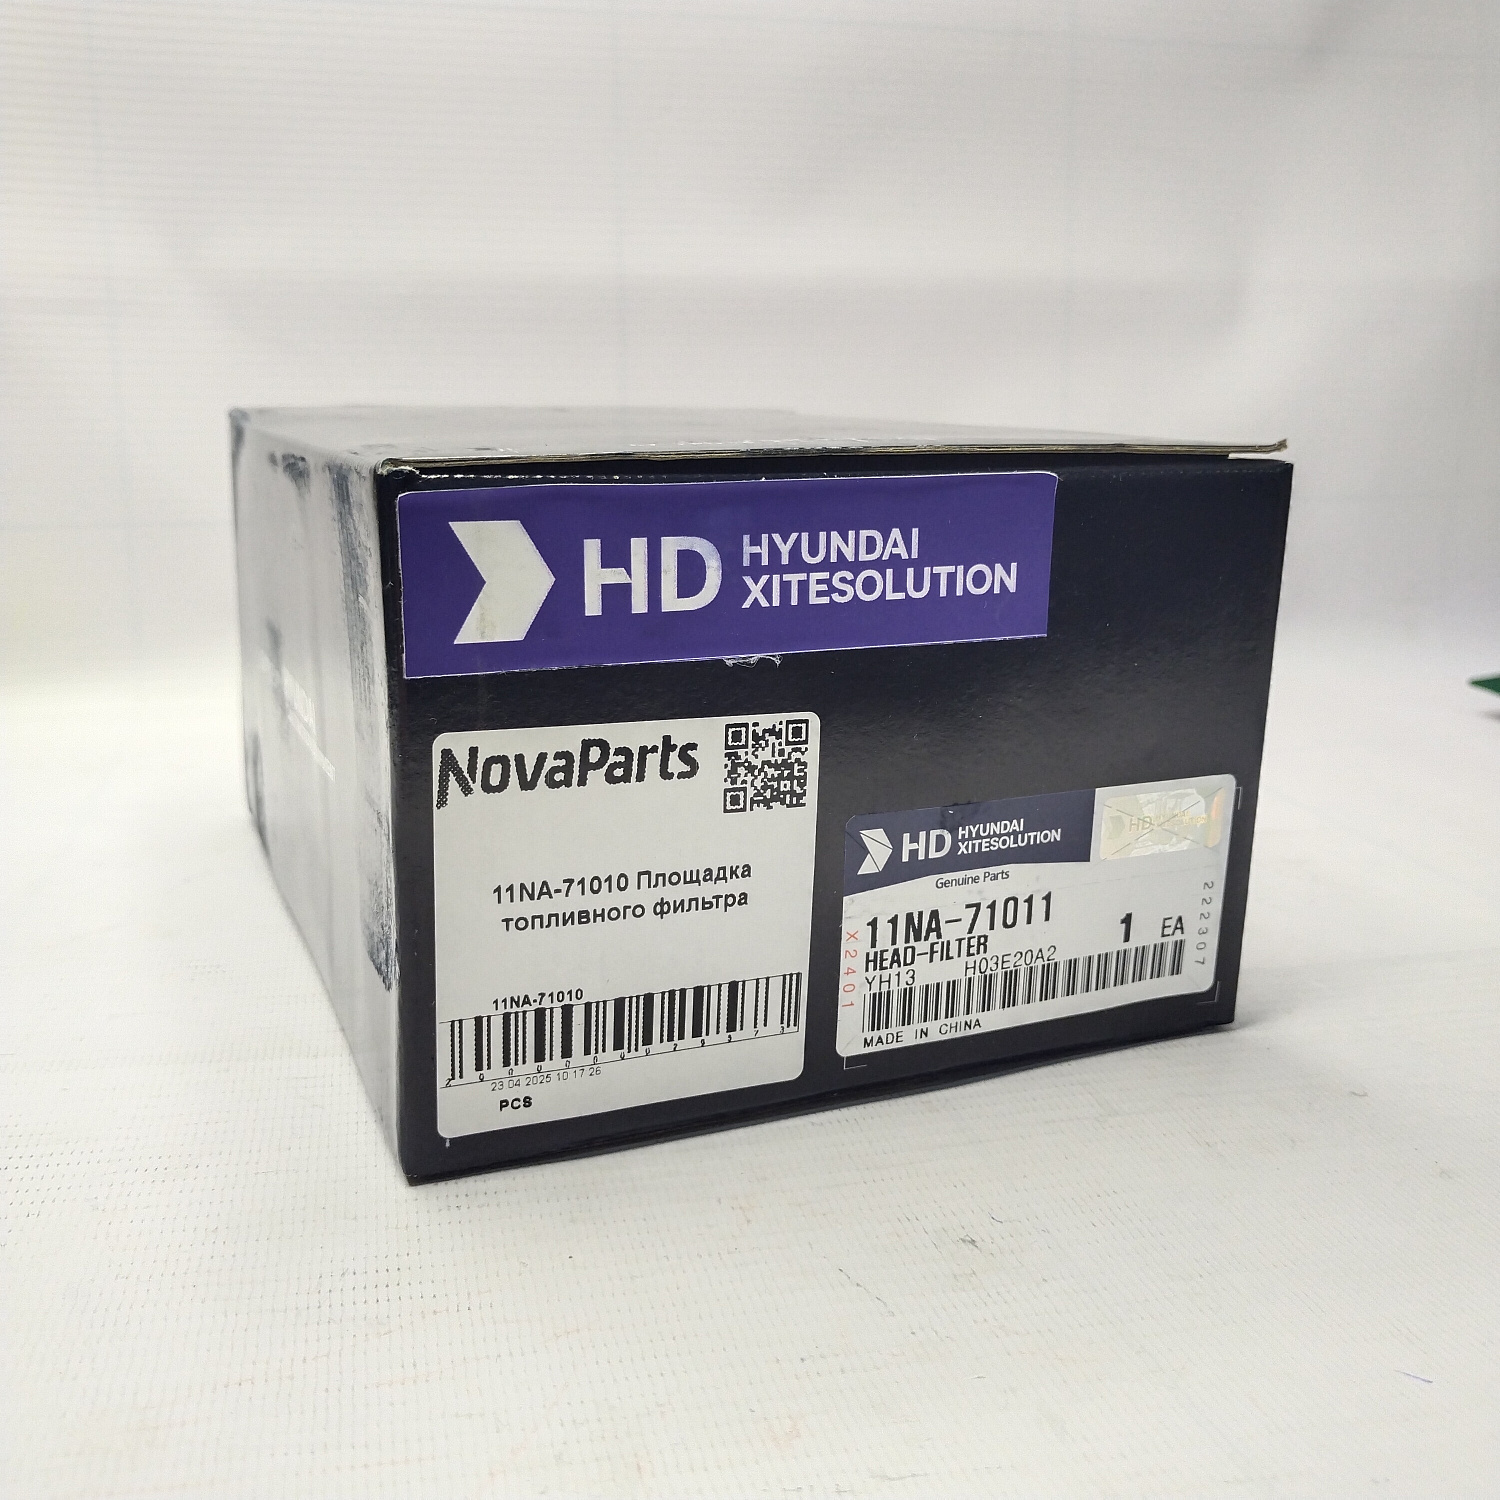 HD HYUNDAI
XITESOLUTION
NovaParts
11NA-71010 Площадка
топливного фильтра
11NA-71010
23 04 2025 10 17 26
PCS
HD HYUNDAI
XITESOLUTION
Genuine Parts
11NA-71011 1 EA
HEAD-FILTER
YH13 H03E20A2
MADE IN CHINA
X2401
222307